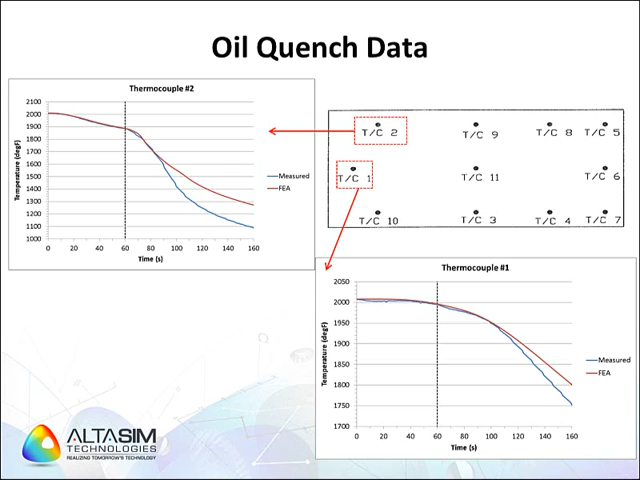 Oil Quench Data
Thermocouple #2
2100
2000
1900
1800
1700
1600
1500
1400
1300
1200
1100
1000
Temperature (degF)
0 20 40 60 80 100 120 140 160
Time (s)
Measured
FEA
T/C 2
T/C 9
T/C 8
T/C 5
T/C 1
T/C 11
T/C 6
T/C 10
T/C 3
T/C 4
T/C 7
Thermocouple #1
2050
2000
1950
1900
1850
1800
1750
1700
Temperature (degF)
0 20 40 60 80 100 120 140 160
Time (s)
Measured
FEA
ALTASIM
TECHNOLOGIES
REALIZING TOMORROW'S TECHNOLOGY